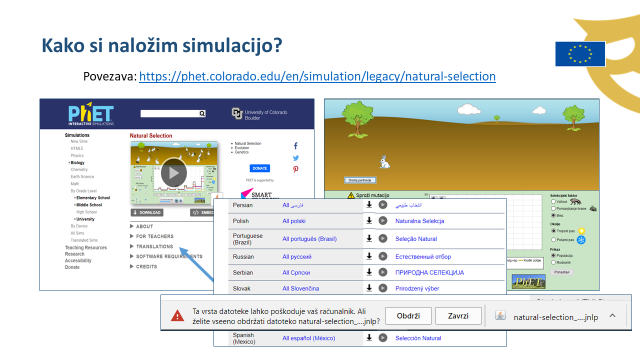 Kako si naložim simulacijo?
Povezava: https://phet.colorado.edu/en/simulation/legacy/natural-selection
PhET
INTERACTIVE SIMULATIONS
University of Colorado
Boulder
Simulations
New Sims
HTML5
Physics
Biology
Chemistry
Earth Science
Math
By Grade Level
Elementary School
Middle School
High School
University
By Device
All Sims
Translated Sims
Teaching Resources
Research
Accessibility
Donate
Natural Selection
DOWNLOAD
EMBED
ABOUT
FOR TEACHERS
TRANSLATIONS
SOFTWARE REQUIREMENTS
CREDITS
Natural Selection
Evolution
Genetics
DONATE
PhET is supported by
SMART
Sproži mutacijo
Persian All فارسی
Polish All polski Naturalna Selekcja
Portuguese (Brazil) All português (Brasil) Seleção Natural
Russian All русский Естественный отбор
Serbian All Српски ПРИРОДНА СЕЛЕКЦИЈА
Slovak All Slovenčina Prirodzený výber
Ta vrsta datoteke lahko poškoduje vaš računalnik. Ali
želite vseeno obdržati datoteko natural-selection_....jnlp?
Obdrži
Zavrzi
natural-selection_....jnlp
Spanish (Mexico) All español (México) Selección Natural